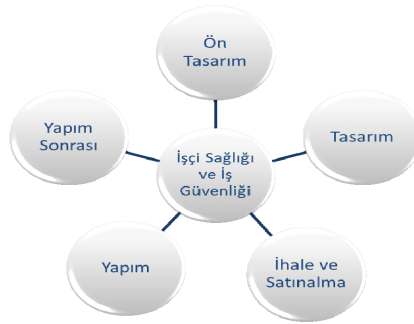 Ön
Tasarım
Yapım
Sonrası
İşçi Sağlığı
ve İş
Güvenliği
Tasarım
Yapım
İhale ve
Satınalma